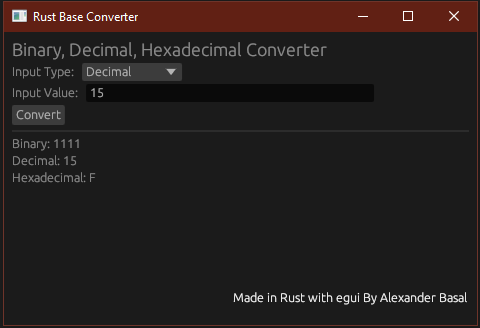 Rust Base Converter
Binary, Decimal, Hexadecimal Converter
Input Type: Decimal
Input Value: 15
Convert
Binary: 1111
Decimal: 15
Hexadecimal: F
Made in Rust with egui By Alexander Basal